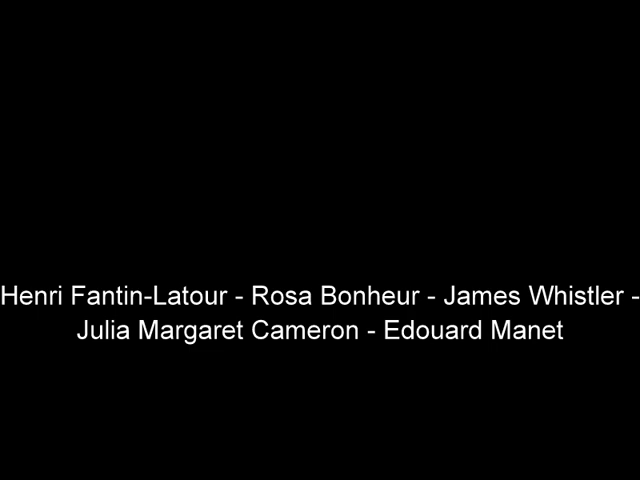 Henri Fantin-Latour - Rosa Bonheur - James Whistler -
Julia Margaret Cameron - Edouard Manet